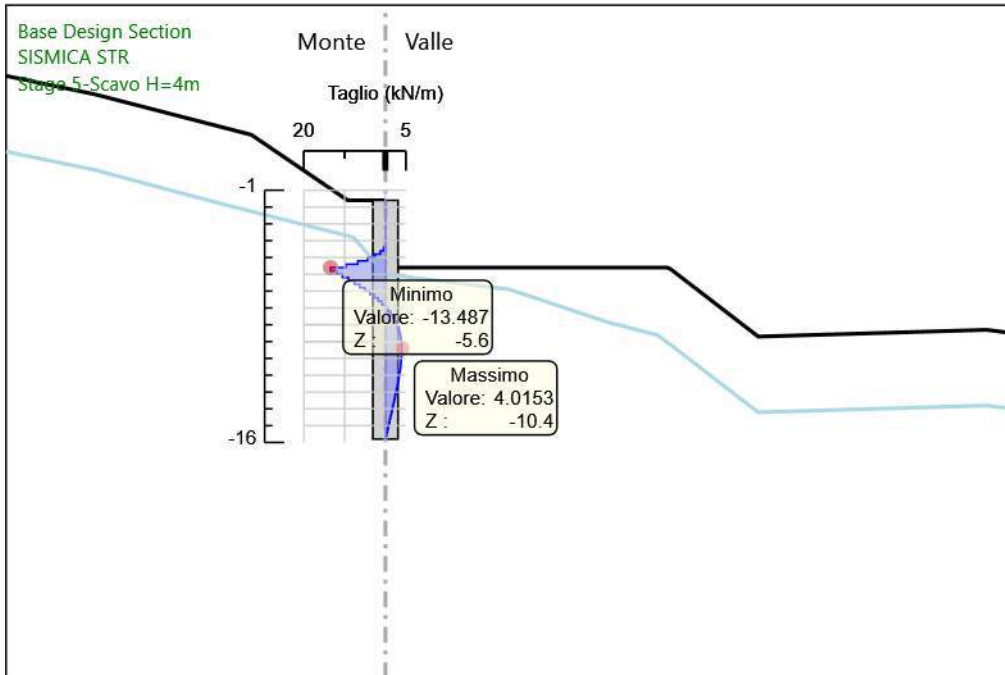 Base Design Section
SISMICA STR
Stage 5-Scavo H=4m
Monte
Valle
Taglio (kN/m)
20
5
-1
Minimo
Valore: -13.487
Z : -5.6
Massimo
Valore: 4.0153
Z : -10.4
-16